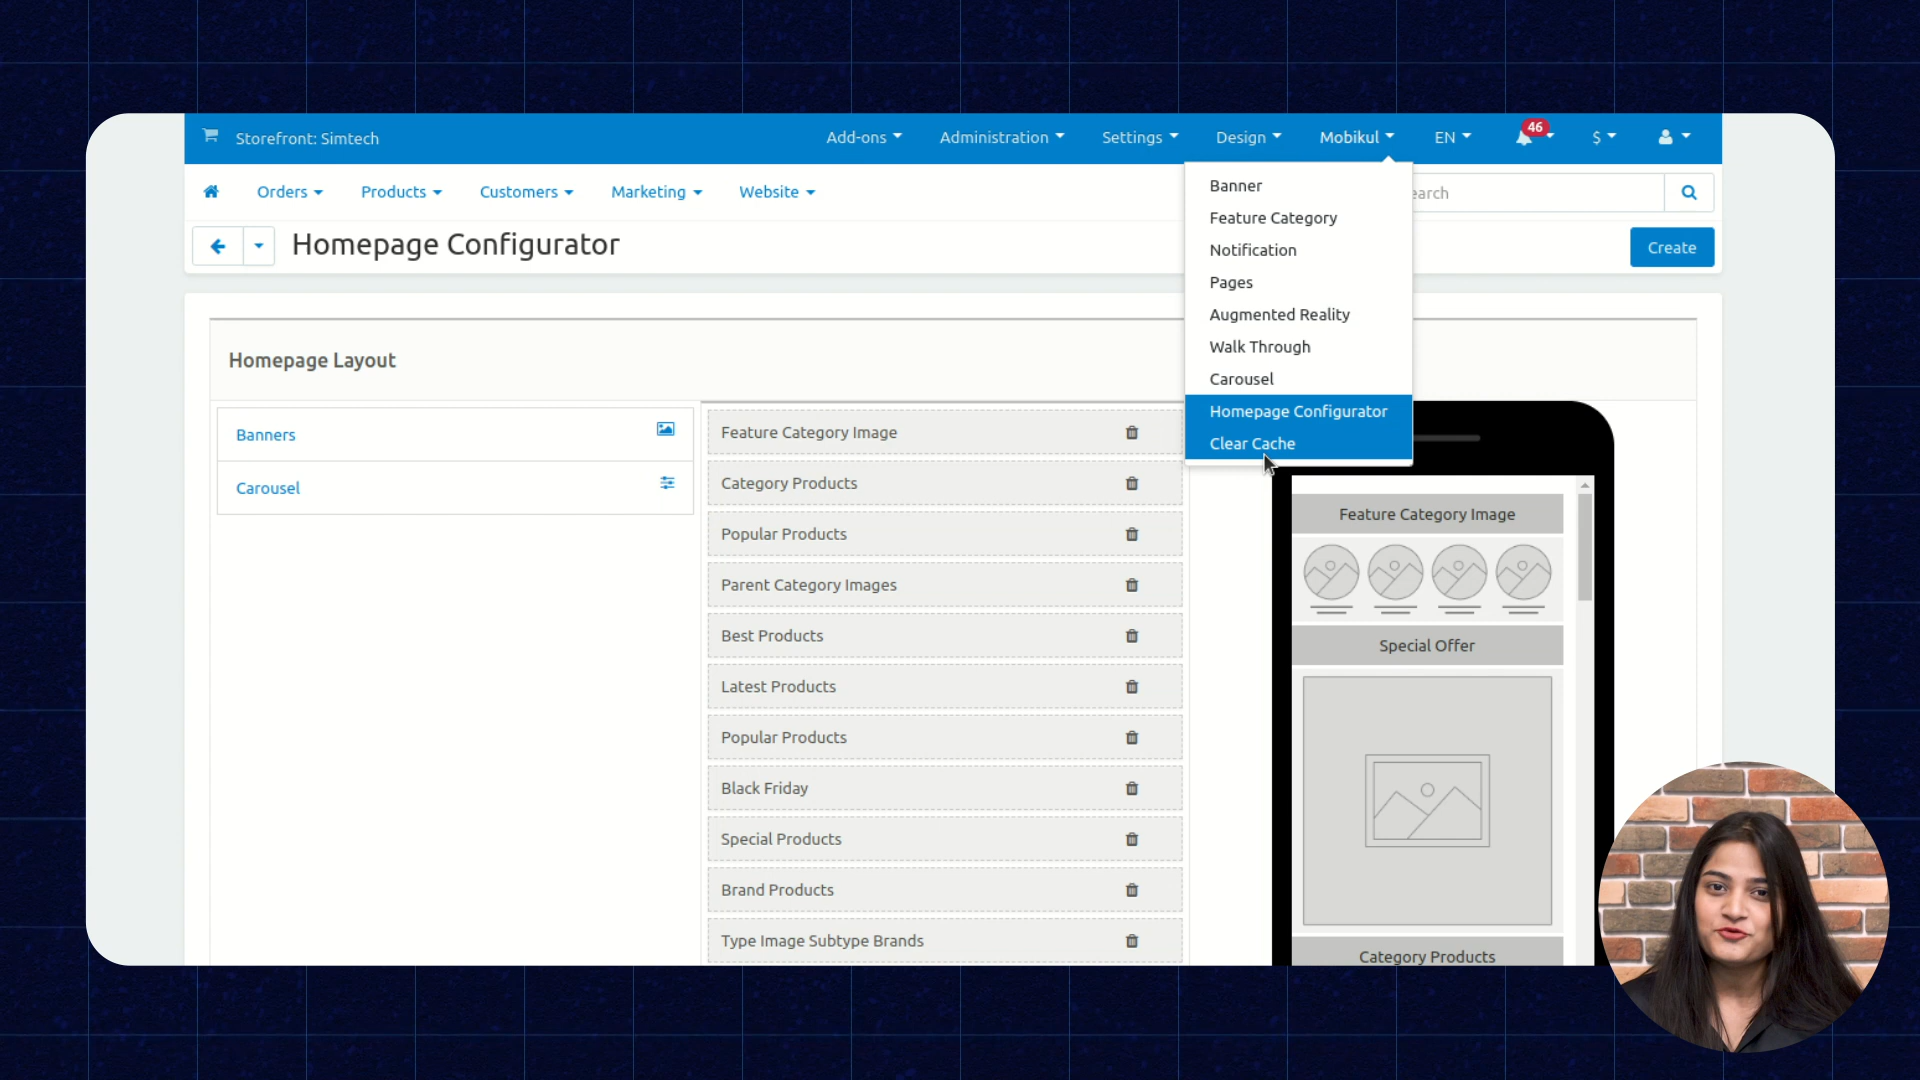 Storefront: Simtech
Add-ons
Administration
Settings
Design
Mobikul
EN
46
$
Orders
Products
Customers
Marketing
Website
earch
Homepage Configurator
Create
Banner
Feature Category
Notification
Pages
Augmented Reality
Walk Through
Carousel
Homepage Configurator
Clear Cache
Homepage Layout
Banners
Carousel
Feature Category Image
Category Products
Popular Products
Parent Category Images
Best Products
Latest Products
Popular Products
Black Friday
Special Products
Brand Products
Type Image Subtype Brands
Feature Category Image
Special Offer
Category Products